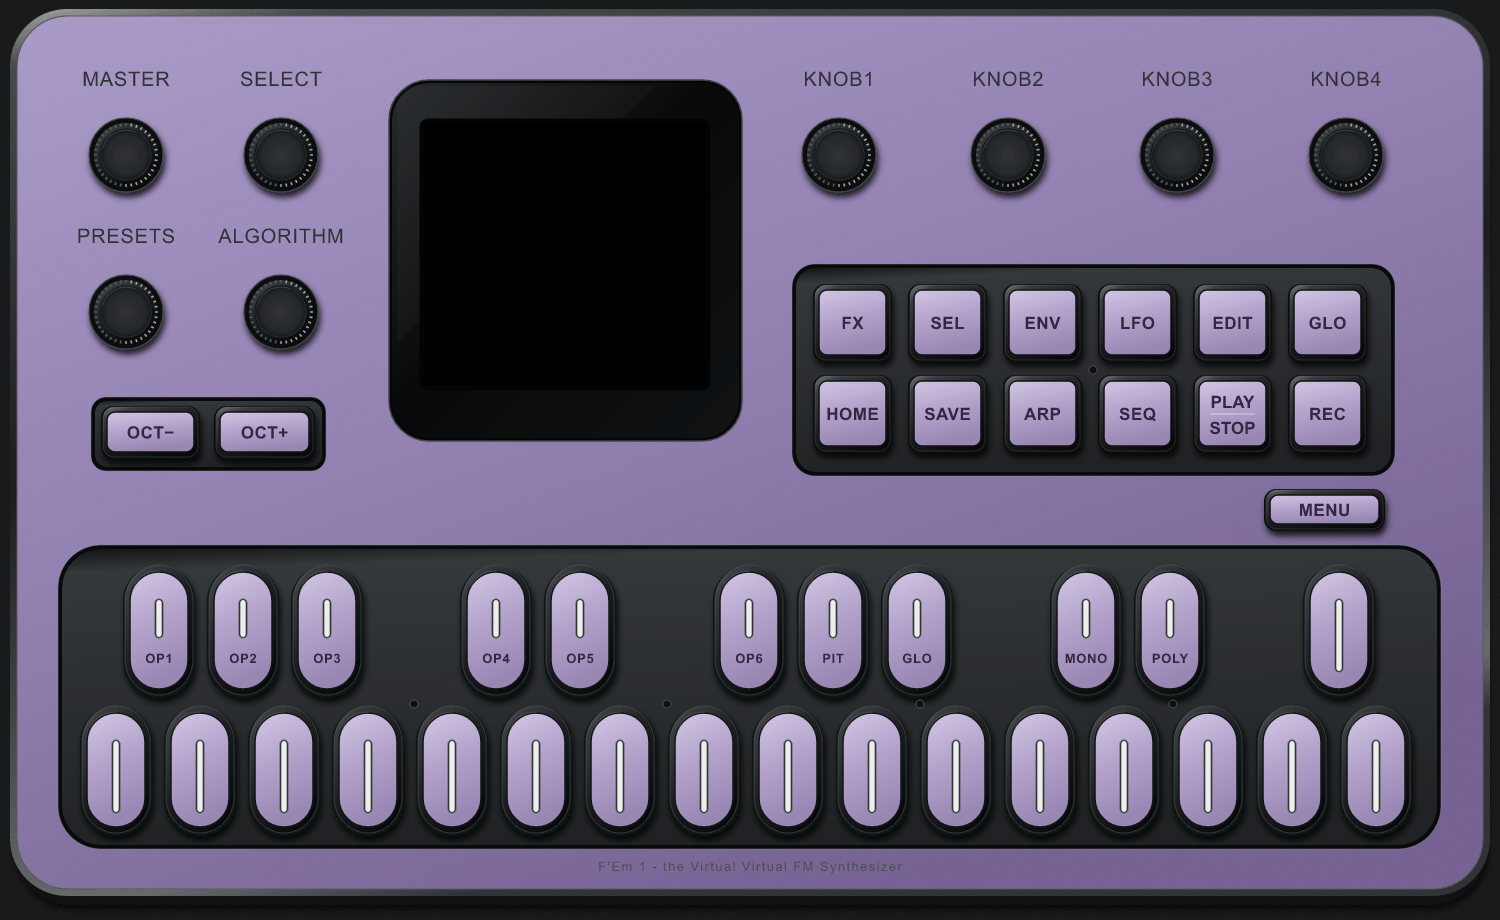 MASTER
SELECT
KNOB1
KNOB2
KNOB3
KNOB4
PRESETS
ALGORITHM
FX
SEL
ENV
LFO
EDIT
GLO
HOME
SAVE
ARP
SEQ
PLAY
STOP
REC
OCT−
OCT+
MENU
OP1
OP2
OP3
OP4
OP5
OP6
PIT
GLO
MONO
POLY
F'Em 1 - the Virtual Virtual FM Synthesizer